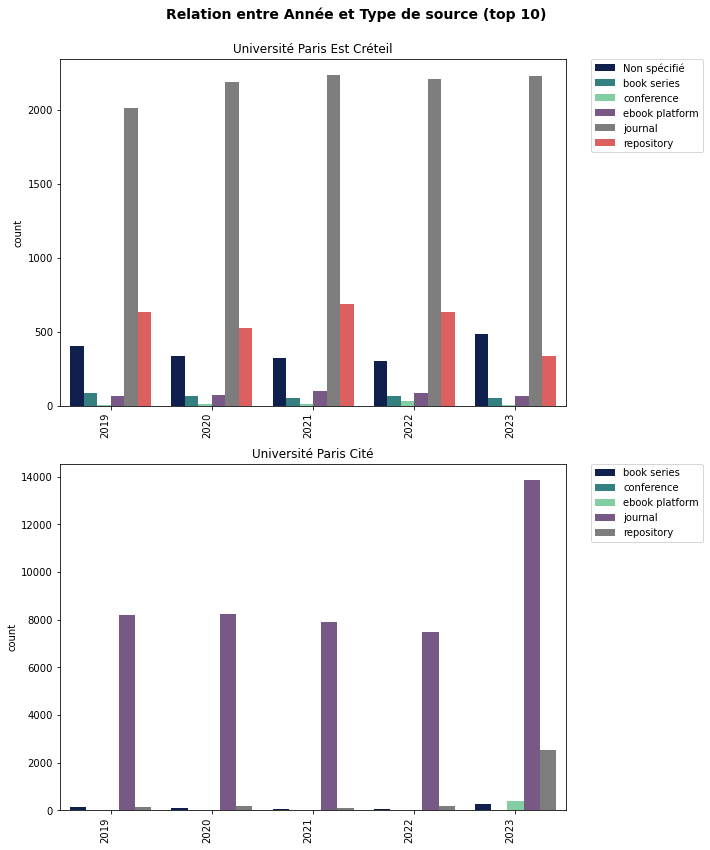 Relation entre Année et Type de source (top 10)
Université Paris Est Créteil
count
2000
1500
1000
500
0
2019
2020
2021
2022
2023
Non spécifié
book series
conference
ebook platform
journal
repository
Université Paris Cité
count
14000
12000
10000
8000
6000
4000
2000
0
2019
2020
2021
2022
2023
book series
conference
ebook platform
journal
repository